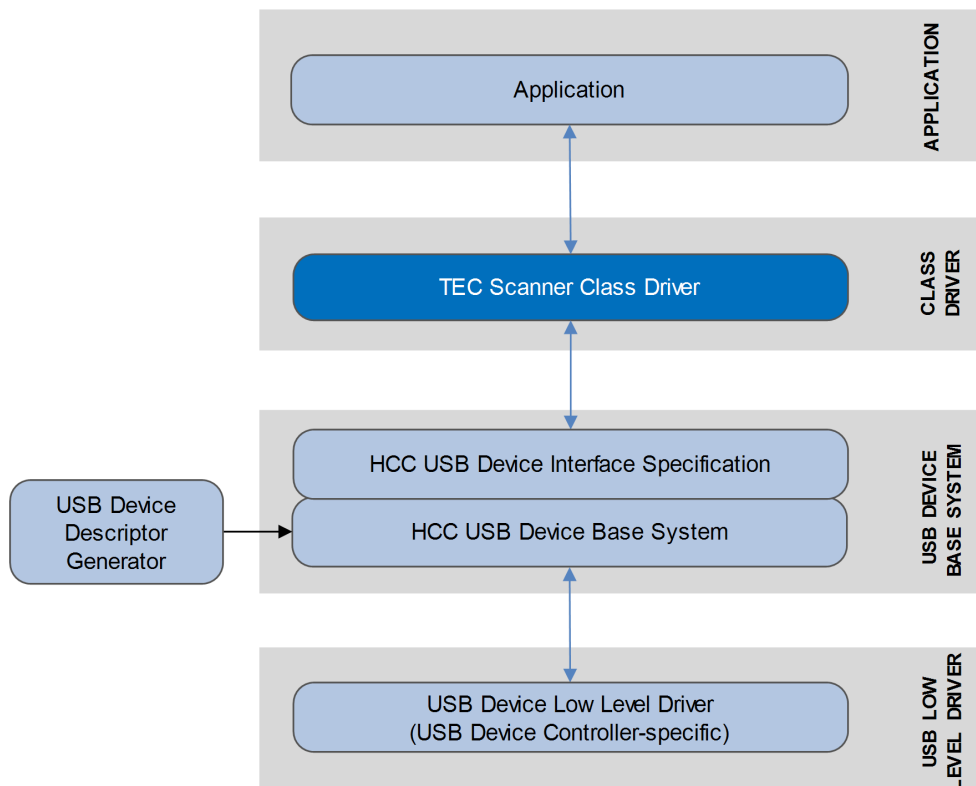 Application
APPLICATION
TEC Scanner Class Driver
CLASS
DRIVER
HCC USB Device Interface Specification
HCC USB Device Base System
USB DEVICE
BASE SYSTEM
USB Device
Descriptor
Generator
USB Device Low Level Driver
(USB Device Controller-specific)
USB LOW
LEVEL DRIVER